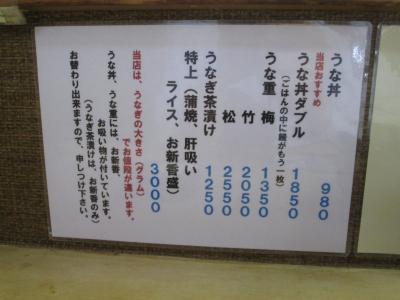 当店おすすめ
うな丼 980
うな丼ダブル 1850
(ごはんの中に鰻がもう一枚)
うな重 梅 1350
竹 2050
松 2550
うなぎ茶漬け 1250
特上(蒲焼 肝吸い
ライス、お新香盛) 3000
当店は、うなぎの大きさ(グラム)
でお値段が違います。
うな丼、うな重には、お新香、
お吸い物が付いています。
(うなぎ茶漬けは、お新香のみ)
お替わり出来ますので、申しつけ下さい。